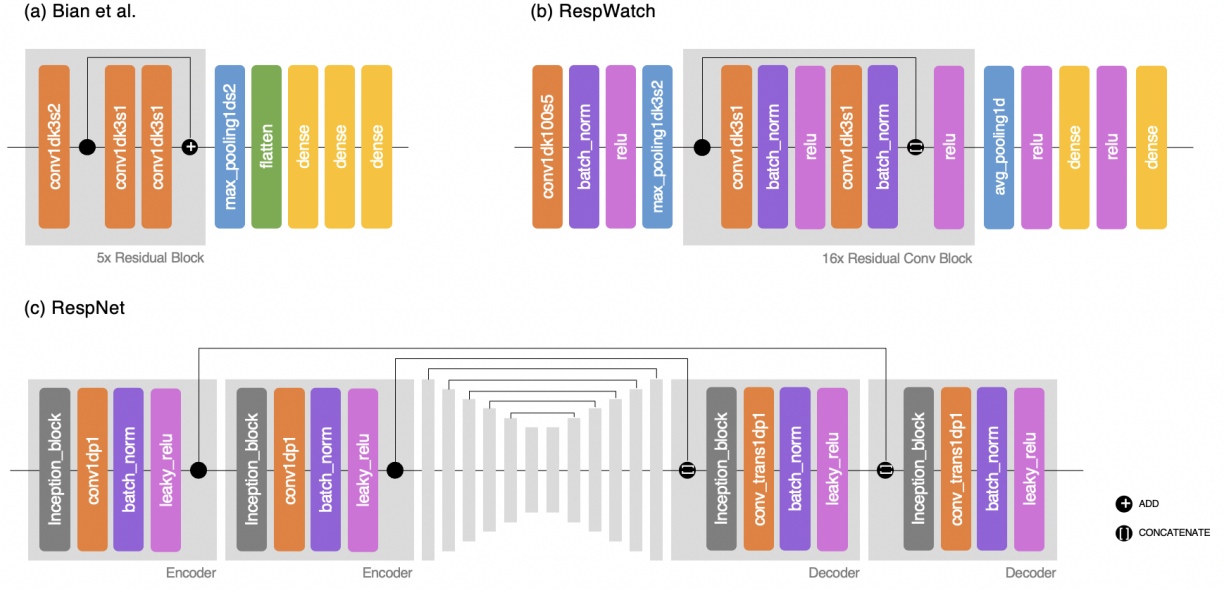 (a) Bian et al.
conv1dk3s2
conv1dk3s1
conv1dk3s1
max_pooling1ds2
flatten
dense
dense
dense
5x Residual Block
(b) RespWatch
conv1dk100s5
batch_norm
relu
max_pooling1dk3s2
conv1dk3s1
batch_norm
relu
conv1dk3s1
batch_norm
relu
avg_pooling1d
relu
dense
relu
dense
16x Residual Conv Block
(c) RespNet
Inception_block
conv1dp1
batch_norm
leaky_relu
Encoder
Inception_block
conv1dp1
batch_norm
leaky_relu
Encoder
Inception_block
conv_trans1dp1
batch_norm
leaky_relu
Decoder
Inception_block
conv_trans1dp1
batch_norm
leaky_relu
Decoder
ADD
CONCATENATE